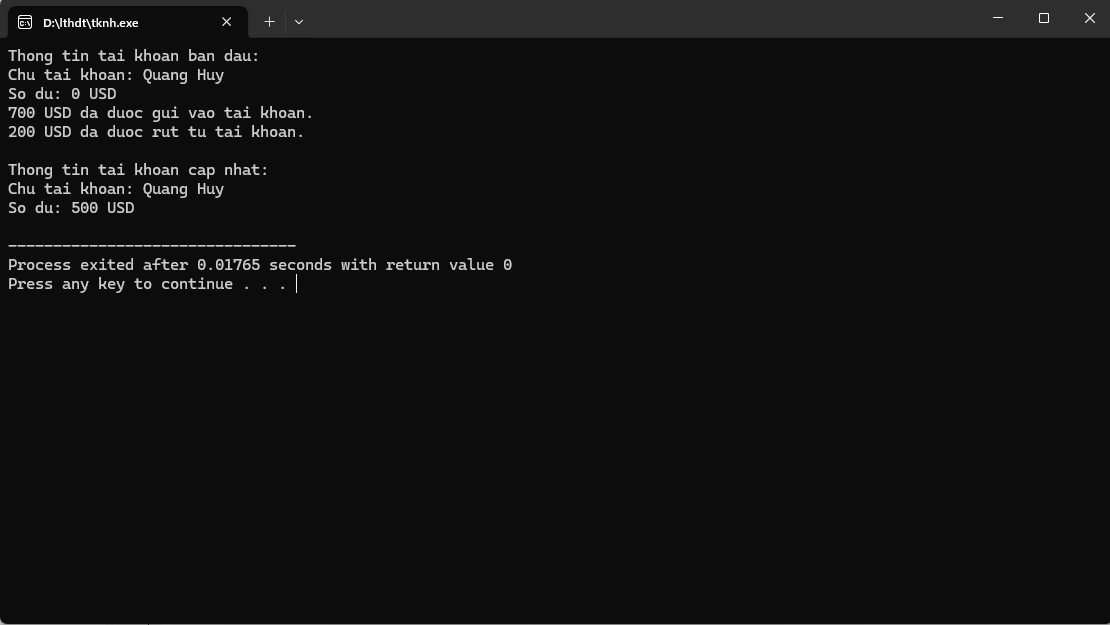 D:\lthdt\tknh.exe
Thong tin tai khoan ban dau:
Chu tai khoan: Quang Huy
So du: 0 USD
700 USD da duoc gui vao tai khoan.
200 USD da duoc rut tu tai khoan.
Thong tin tai khoan cap nhat:
Chu tai khoan: Quang Huy
So du: 500 USD
--------------------------------
Process exited after 0.01765 seconds with return value 0
Press any key to continue . . .